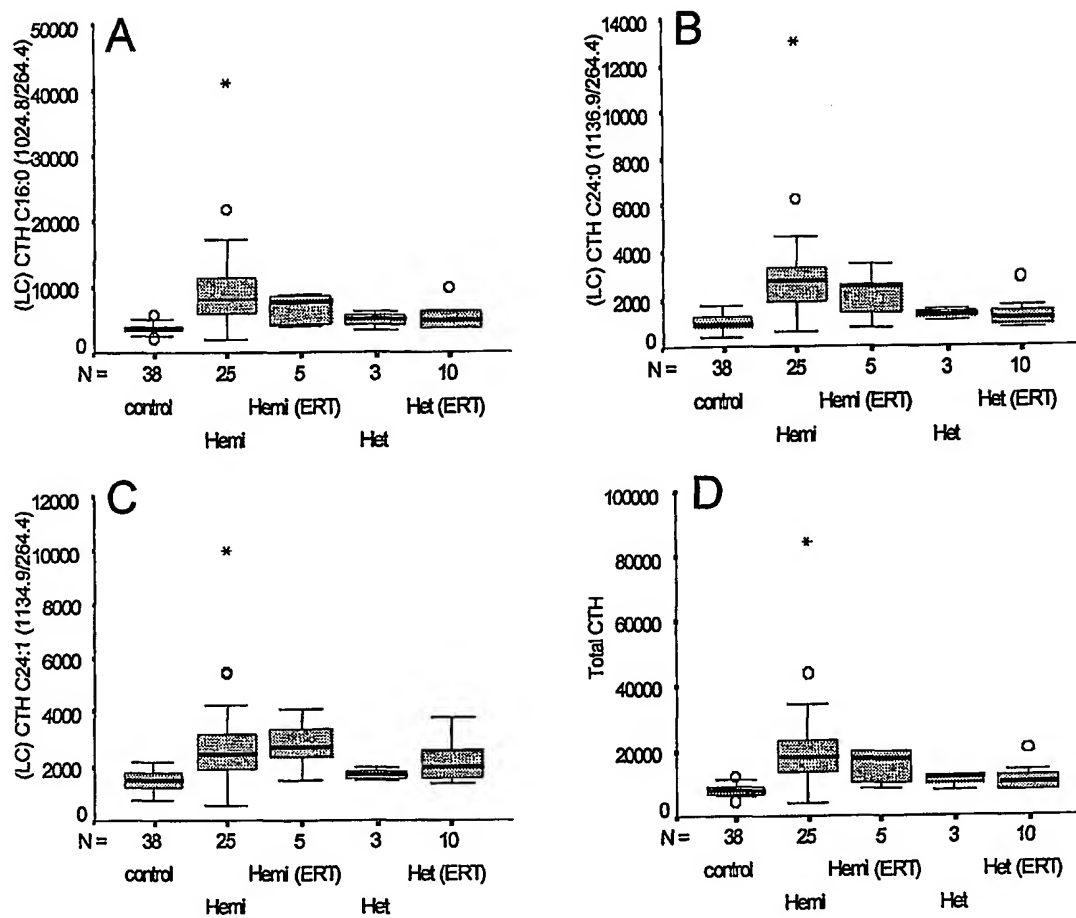 A
(LC) CTH C16:0 (1024.8/264.4)
50000
40000
30000
20000
10000
0
N = 38 25 5 3 10
control Hemi (ERT) Het (ERT)
Hemi Het
B
(LC) CTH C24:0 (1136.9/264.4)
14000
12000
10000
8000
6000
4000
2000
0
N = 38 25 5 3 10
control Hemi (ERT) Het (ERT)
Hemi Het
C
(LC) CTH C24:1 (1134.9/264.4)
12000
10000
8000
6000
4000
2000
0
N = 38 25 5 3 10
control Hemi (ERT) Het (ERT)
Hemi Het
D
Total CTH
100000
80000
60000
40000
20000
0
N = 38 25 5 3 10
control Hemi (ERT) Het (ERT)
Hemi Het